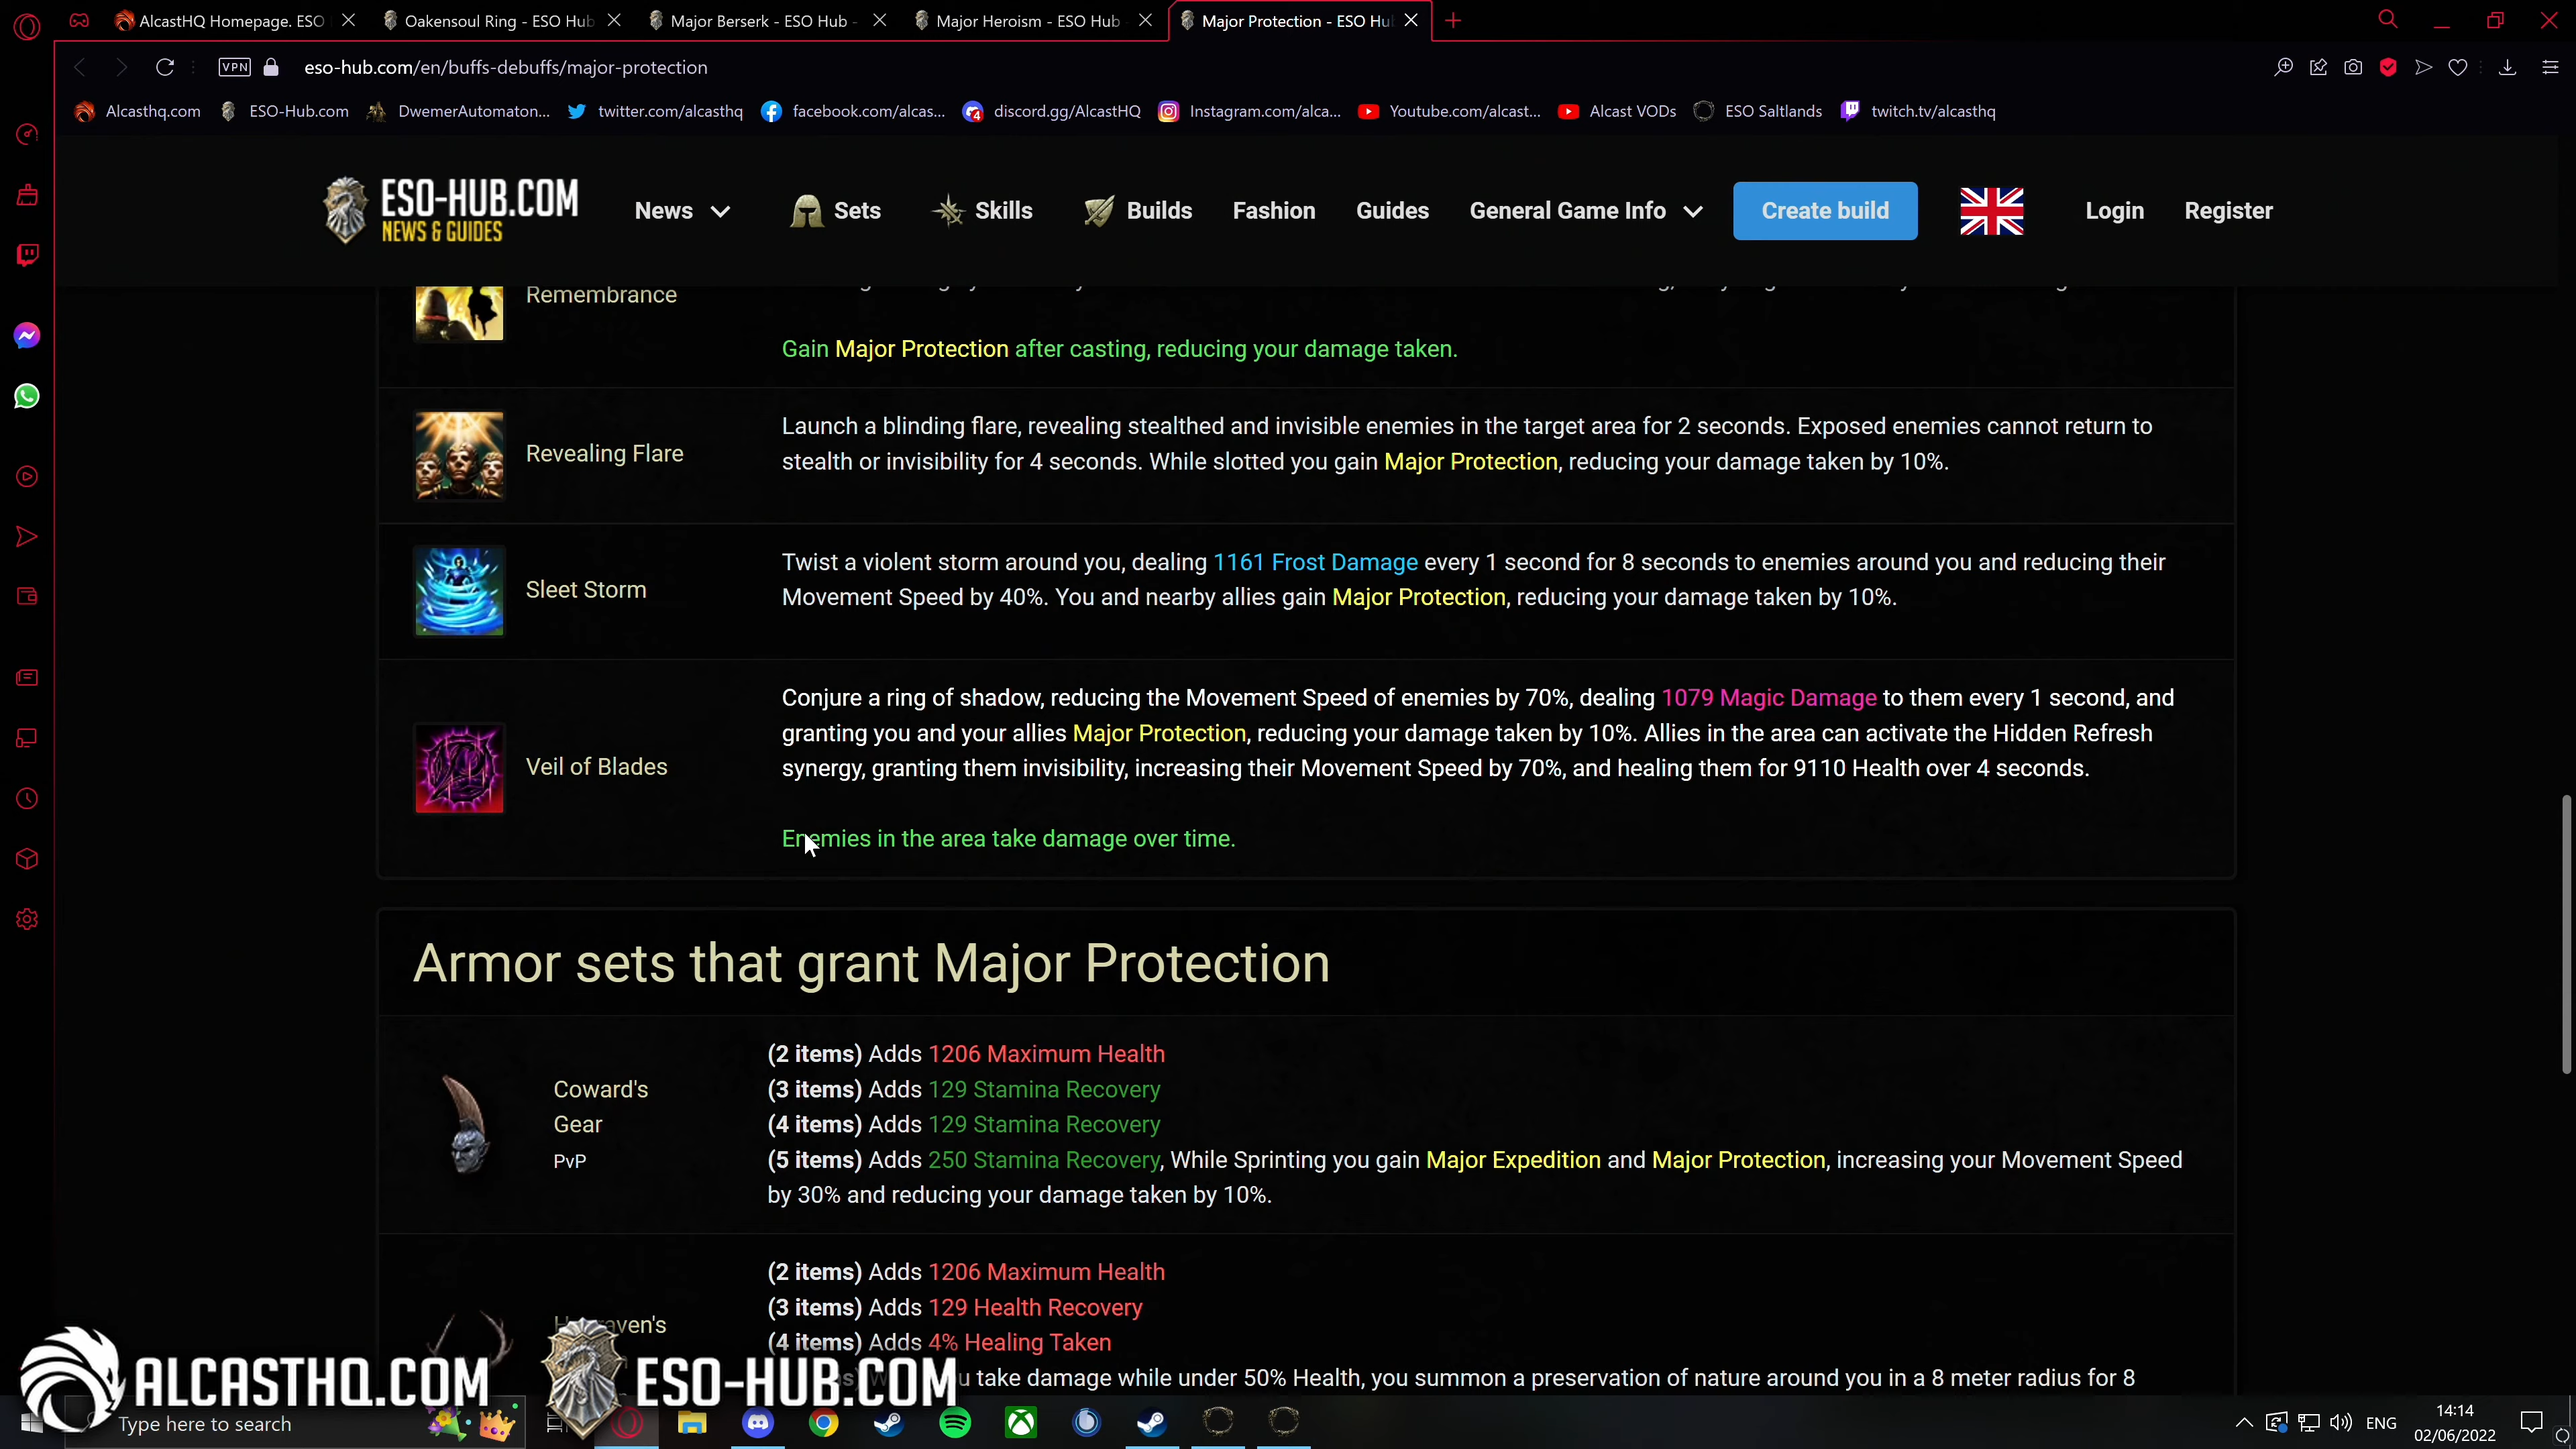 AlcastHQ Homepage. ESO
Oakensoul Ring - ESO Hub
Major Berserk - ESO Hub -
Major Heroism - ESO Hub
Major Protection - ESO Hu
VPN
eso-hub.com/en/buffs-debuffs/major-protection
Alcasthq.com
ESO-Hub.com
DwemerAutomaton...
twitter.com/alcasthq
facebook.com/alcas...
4
discord.gg/AlcastHQ
Instagram.com/alca...
Youtube.com/alcast...
Alcast VODs
ESO Saltlands
twitch.tv/alcasthq
ESO-HUB.COM
NEWS & GUIDES
News
Sets
Skills
Builds
Fashion
Guides
General Game Info
Create build
Login
Register
Remembrance
Gain Major Protection after casting, reducing your damage taken.
Revealing Flare
Launch a blinding flare, revealing stealthed and invisible enemies in the target area for 2 seconds. Exposed enemies cannot return to
stealth or invisibility for 4 seconds. While slotted you gain Major Protection, reducing your damage taken by 10%.
Sleet Storm
Twist a violent storm around you, dealing 1161 Frost Damage every 1 second for 8 seconds to enemies around you and reducing their
Movement Speed by 40%. You and nearby allies gain Major Protection, reducing your damage taken by 10%.
Veil of Blades
Conjure a ring of shadow, reducing the Movement Speed of enemies by 70%, dealing 1079 Magic Damage to them every 1 second, and
granting you and your allies Major Protection, reducing your damage taken by 10%. Allies in the area can activate the Hidden Refresh
synergy, granting them invisibility, increasing their Movement Speed by 70%, and healing them for 9110 Health over 4 seconds.
Enemies in the area take damage over time.
Armor sets that grant Major Protection
Coward's
Gear
PvP
(2 items) Adds 1206 Maximum Health
(3 items) Adds 129 Stamina Recovery
(4 items) Adds 129 Stamina Recovery
(5 items) Adds 250 Stamina Recovery, While Sprinting you gain Major Expedition and Major Protection, increasing your Movement Speed
by 30% and reducing your damage taken by 10%.
(2 items) Adds 1206 Maximum Health
(3 items) Adds 129 Health Recovery
(4 items) Adds 4% Healing Taken
take damage while under 50% Health, you summon a preservation of nature around you in a 8 meter radius for 8
ALCASTHQ.COM
ESO-HUB.COM
Type here to search
ENG
14:14
02/06/2022